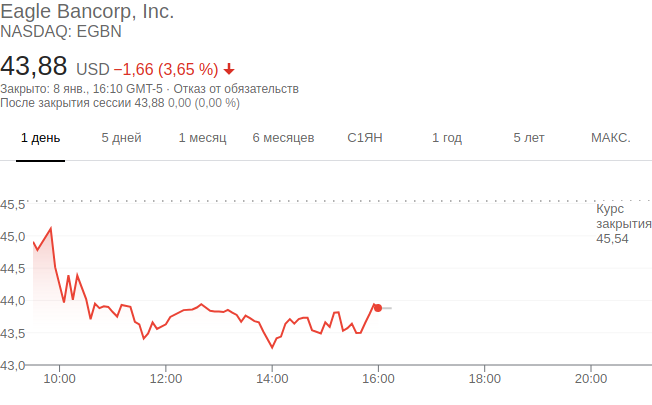 Eagle Bancorp, Inc.
NASDAQ: EGBN
43,88 USD −1,66 (3,65 %)
Закрыто: 8 янв., 16:10 GMT-5 · Отказ от обязательств
После закрытия сессии 43,88 0,00 (0,00 %)
1 день 5 дней 1 месяц 6 месяцев С1ЯН 1 год 5 лет МАКС.
45,5
Курс
закрытия
45,54
45,0
44,5
44,0
43,5
43,0
10:00 12:00 14:00 16:00 18:00 20:00